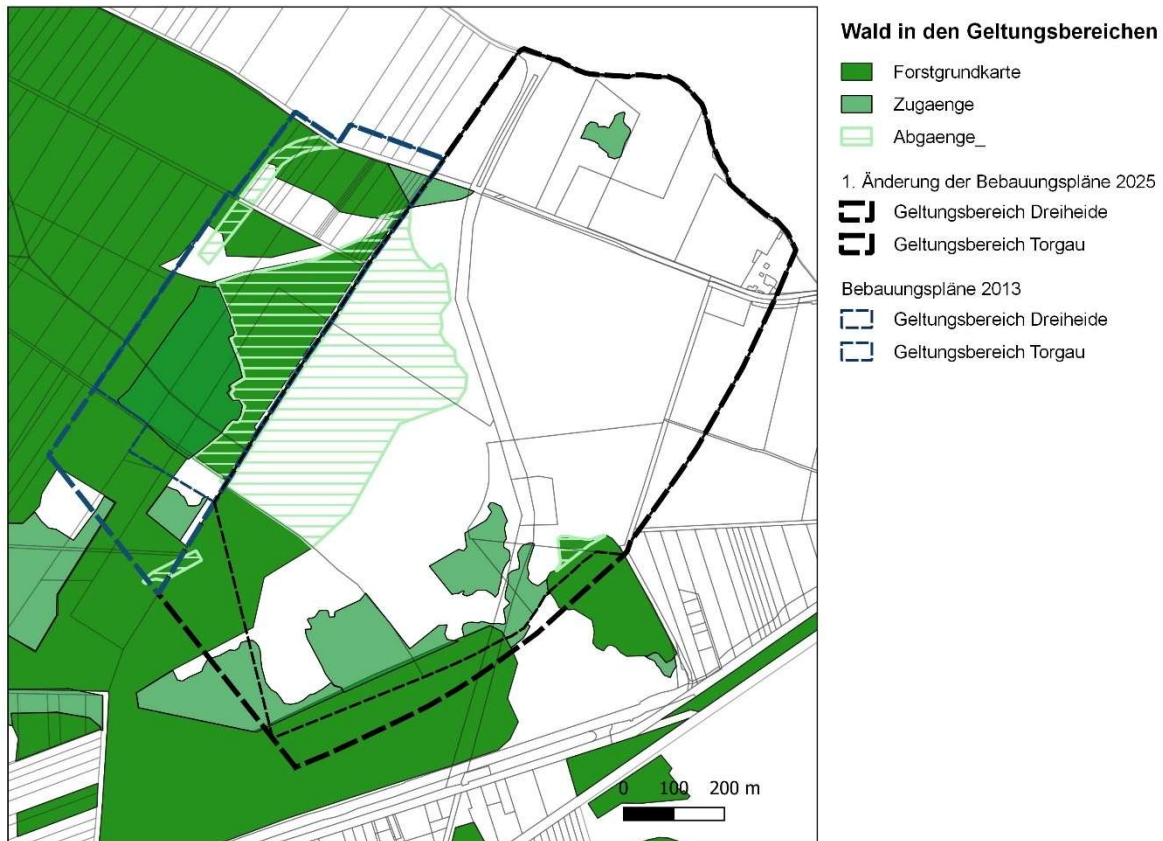 Wald in den Geltungsbereichen
Forstgrundkarte
Zugaenge
Abgaenge_
1. Änderung der Bebauungspläne 2025
Geltungsbereich Dreiheide
Geltungsbereich Torgau
Bebauungspläne 2013
Geltungsbereich Dreiheide
Geltungsbereich Torgau
0 100 200 m